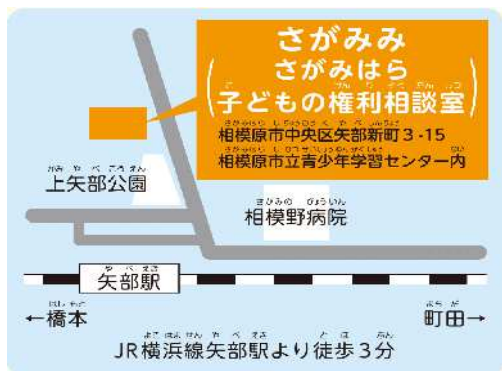 さがみみ
さがみはら
(子どもの権利相談室)
相模原市中央区矢部新町3-15
相模原市立青少年学習センター内
上矢部公園
相模野病院
矢部駅
←橋本
町田→
JR横浜線矢部駅より徒歩3分